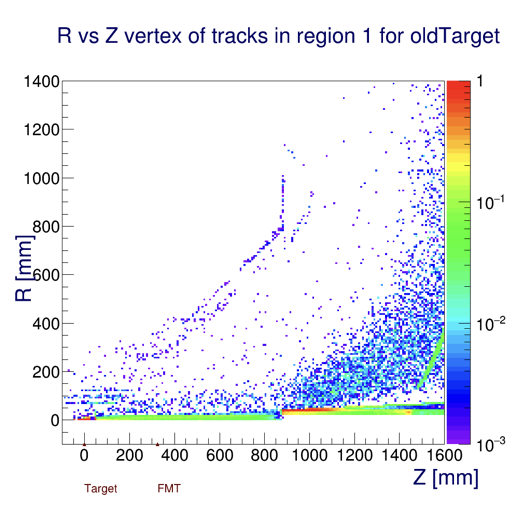 R vs Z vertex of tracks in region 1 for oldTarget
R [mm]
1400
1200
1000
800
600
400
200
0
0 200 400 600 800 1000 1200 1400 1600
Z [mm]
1
10⁻¹
10⁻²
10⁻³
Target FMT